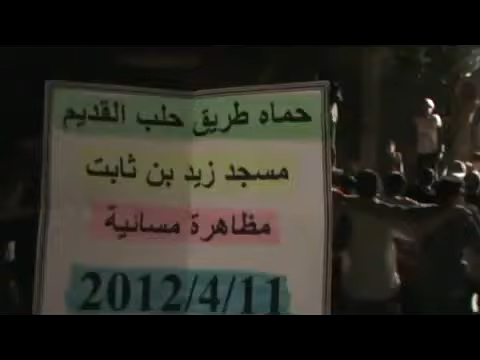 حماه طريق حلب القديم
مسجد زيد بن ثابت
مظاهرة مسائية
2012/4/11